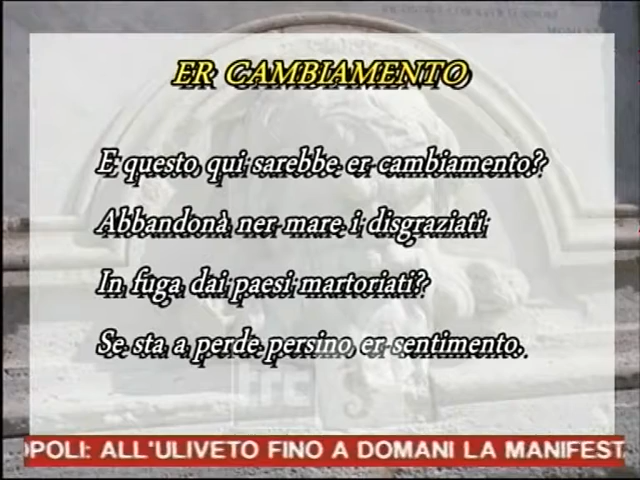 ER CAMBIAMENTO
E questo qui sarebbe er cambiamento?
Abbandonà ner mare i disgraziati
In fuga dai paesi martoriati?
Se sta a perde persino er sentimento.
POLI: ALL'ULIVETO FINO A DOMANI LA MANIFEST